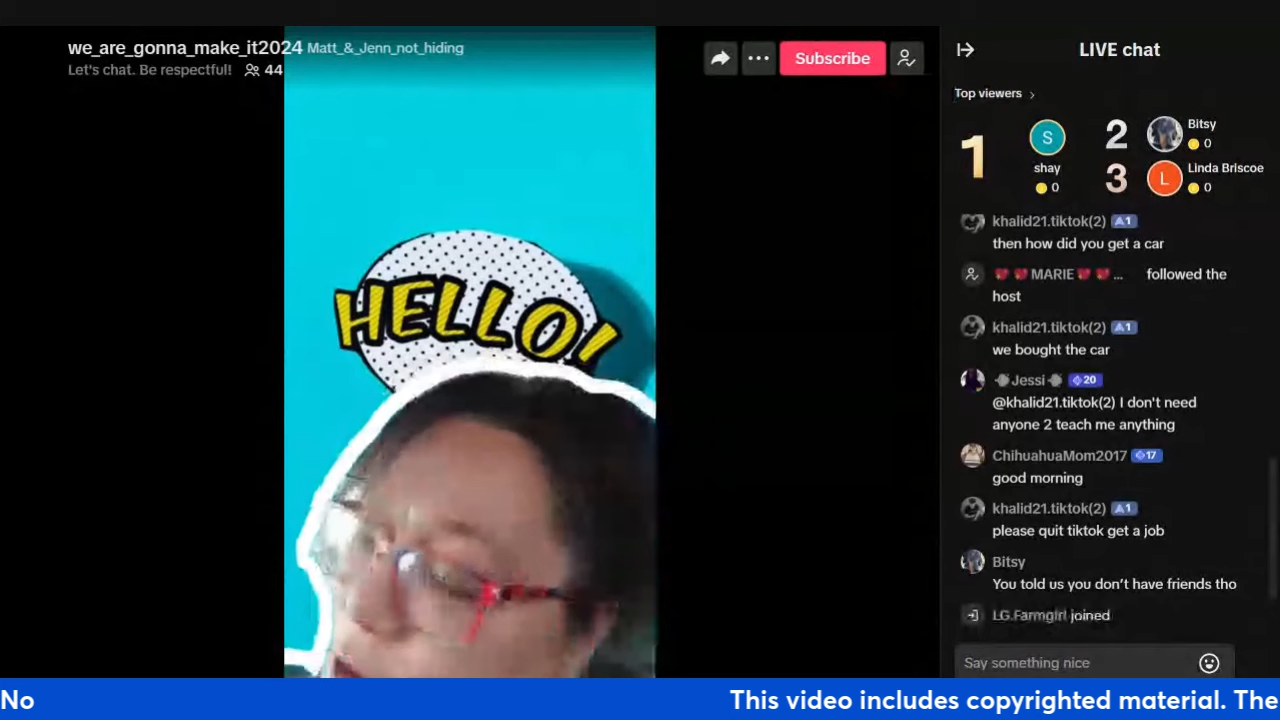 we_are_gonna_make_it2024 Matt_&_Jenn_not_hiding
Let's chat. Be respectful! 44
Subscribe
LIVE chat
Top viewers
1
S
shay
0
2
Bitsy
0
3
L
Linda Briscoe
0
HELLO!
khalid21.tiktok(2) 1
then how did you get a car
MARIE ... followed the
host
khalid21.tiktok(2) 1
we bought the car
Jessi 20
@khalid21.tiktok(2) I don't need
anyone 2 teach me anything
ChihuahuaMom2017 17
good morning
khalid21.tiktok(2) 1
please quit tiktok get a job
Bitsy
You told us you don't have friends tho
LG.Farmgirl joined
Say something nice
No This video includes copyrighted material. The